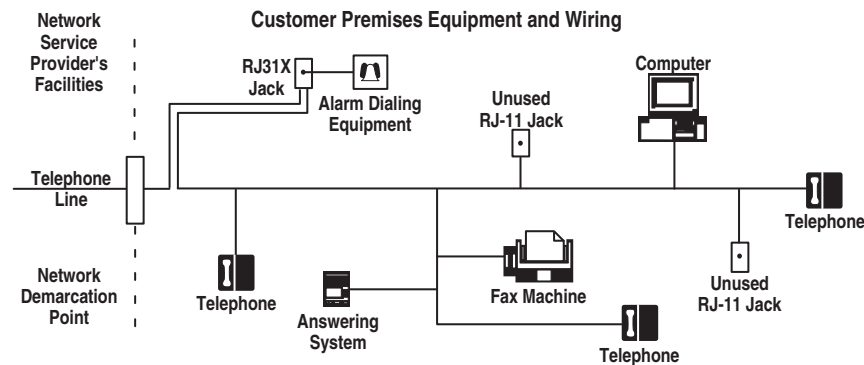 Customer Premises Equipment and Wiring
Network
Service
Provider's
Facilities
RJ31X
Jack
Alarm Dialing
Equipment
Unused
RJ-11 Jack
Computer
Telephone
Line
Telephone
Network
Demarcation
Point
Telephone
Answering
System
Fax Machine
Unused
RJ-11 Jack
Telephone